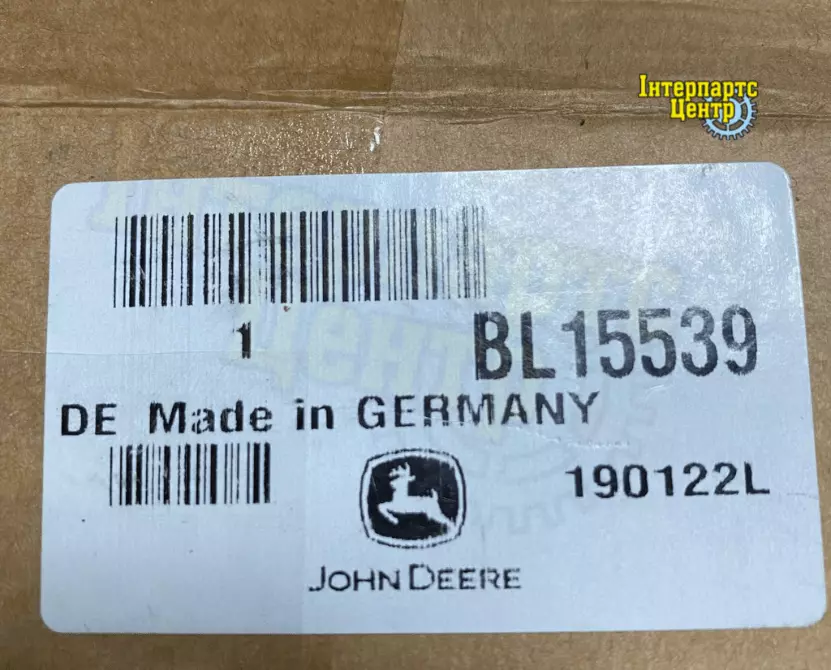 Інтерпартс
Центр
1
BL15539
DE Made in GERMANY
190122L
JOHN DEERE